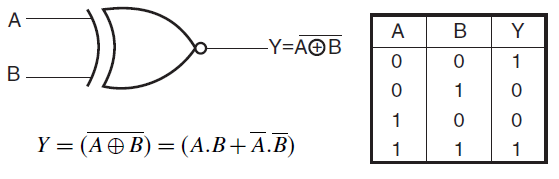 A
B
Y=A̅⊕̅B̅
Y = (A̅ ⊕̅ B̅) = (A.B + A̅.B̅)
A B Y
0 0 1
0 1 0
1 0 0
1 1 1